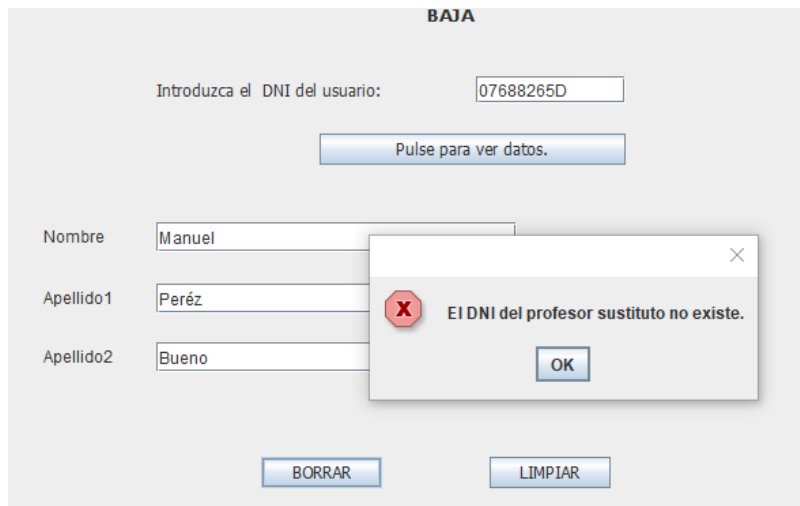 BAJA
Introduzca el DNI del usuario: 07688265D
Pulse para ver datos.
Nombre Manuel
Apellido1 Peréz
Apellido2 Bueno
X
El DNI del profesor sustituto no existe.
OK
BORRAR LIMPIAR